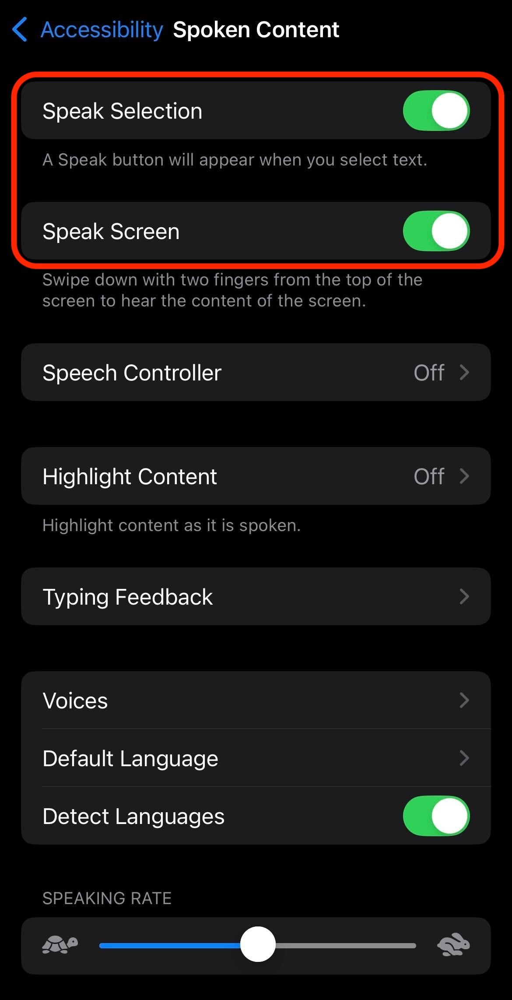 Accessibility Spoken Content
Speak Selection
A Speak button will appear when you select text.
Speak Screen
Swipe down with two fingers from the top of the
screen to hear the content of the screen.
Speech Controller Off
Highlight Content Off
Highlight content as it is spoken.
Typing Feedback
Voices
Default Language
Detect Languages
SPEAKING RATE